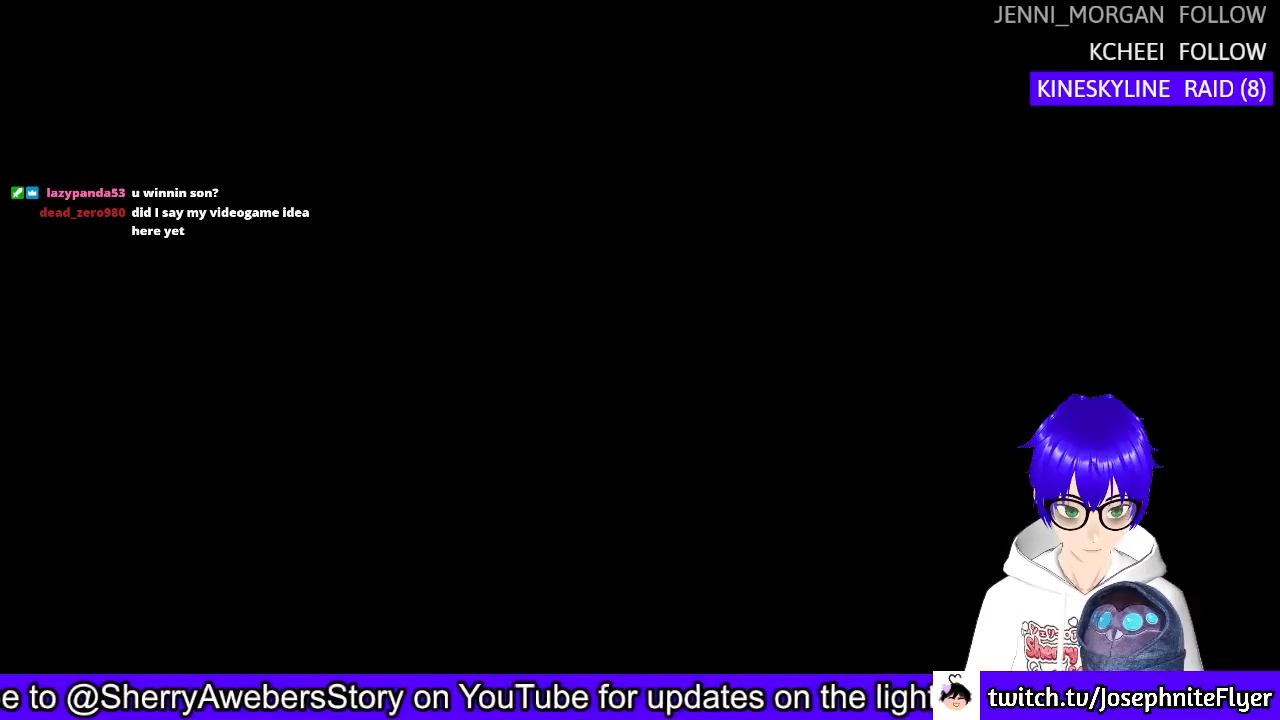 JENNI_MORGAN FOLLOW
KCHEEI FOLLOW
KINESKYLINE RAID (8)
lazypanda53 u winnin son?
dead_zero980 did I say my videogame idea
here yet
Sherry
e to @SherryAwebersStory on YouTube for updates on the light
twitch.tv/JosephniteFlyer